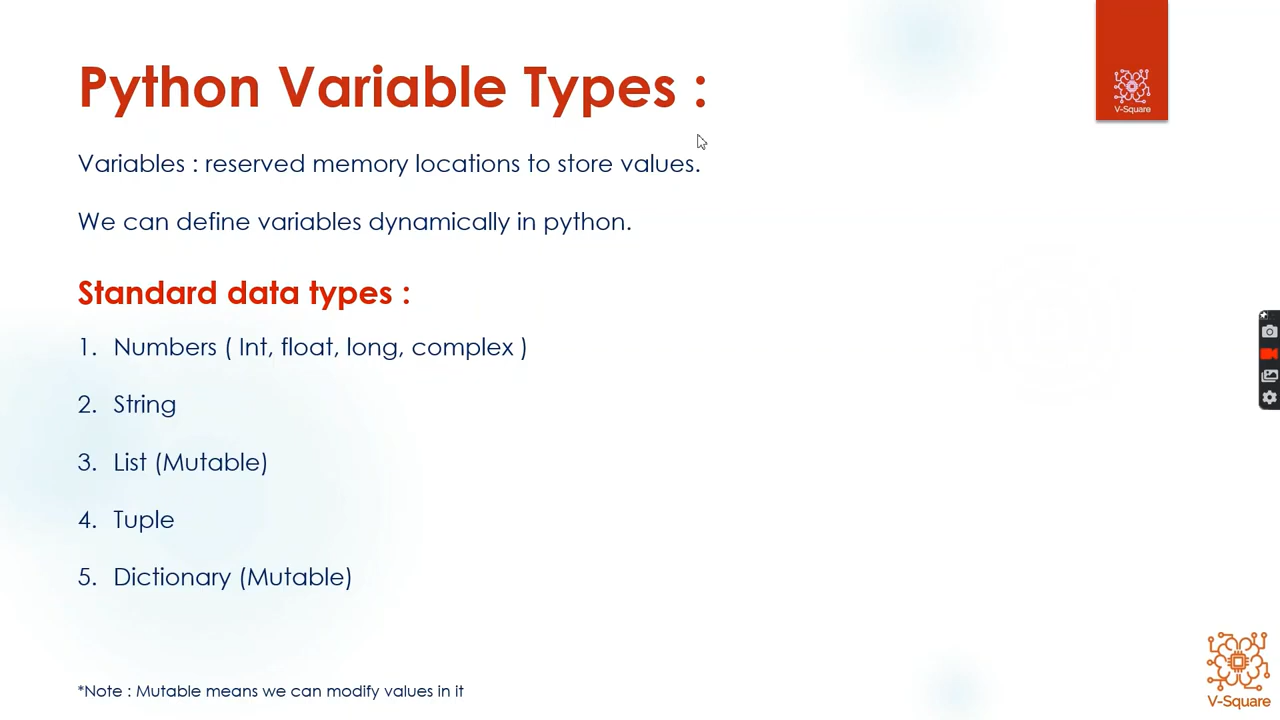 Python Variable Types :
V-Square
Variables : reserved memory locations to store values.
We can define variables dynamically in python.
Standard data types :
1. Numbers ( Int, float, long, complex )
2. String
3. List (Mutable)
4. Tuple
5. Dictionary (Mutable)
*Note : Mutable means we can modify values in it
V-Square